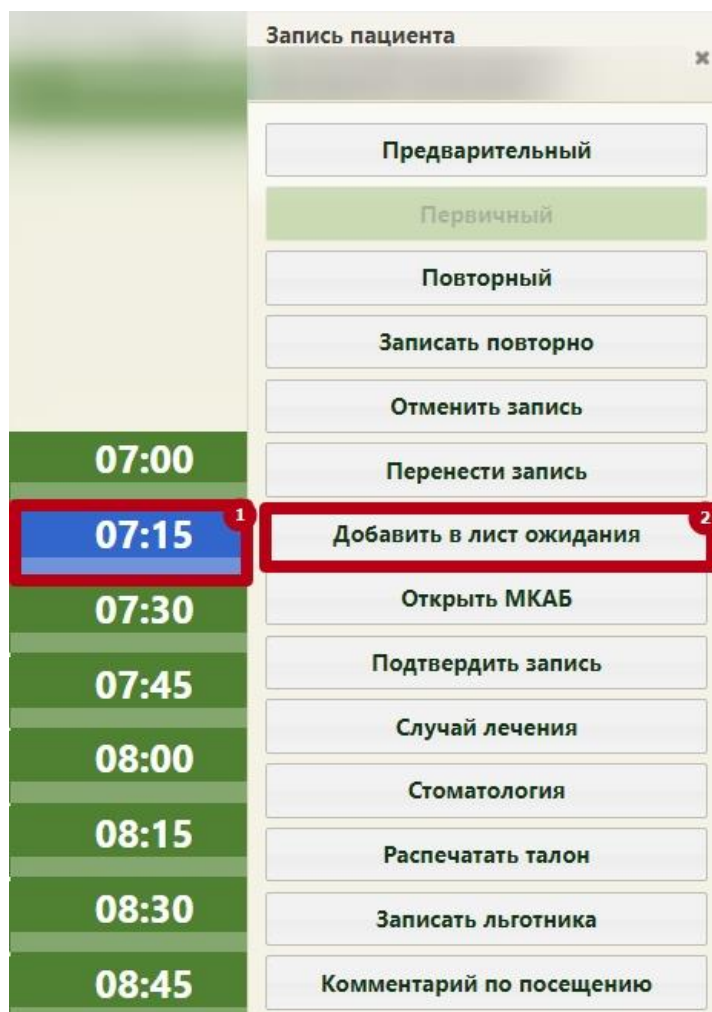 Запись пациента
Предварительный
Первичный
Повторный
Записать повторно
Отменить запись
07:00
Перенести запись
1
2
07:15
Добавить в лист ожидания
07:30
Открыть МКАБ
Подтвердить запись
07:45
Случай лечения
08:00
Стоматология
08:15
Распечатать талон
08:30
Записать льготника
08:45
Комментарий по посещению